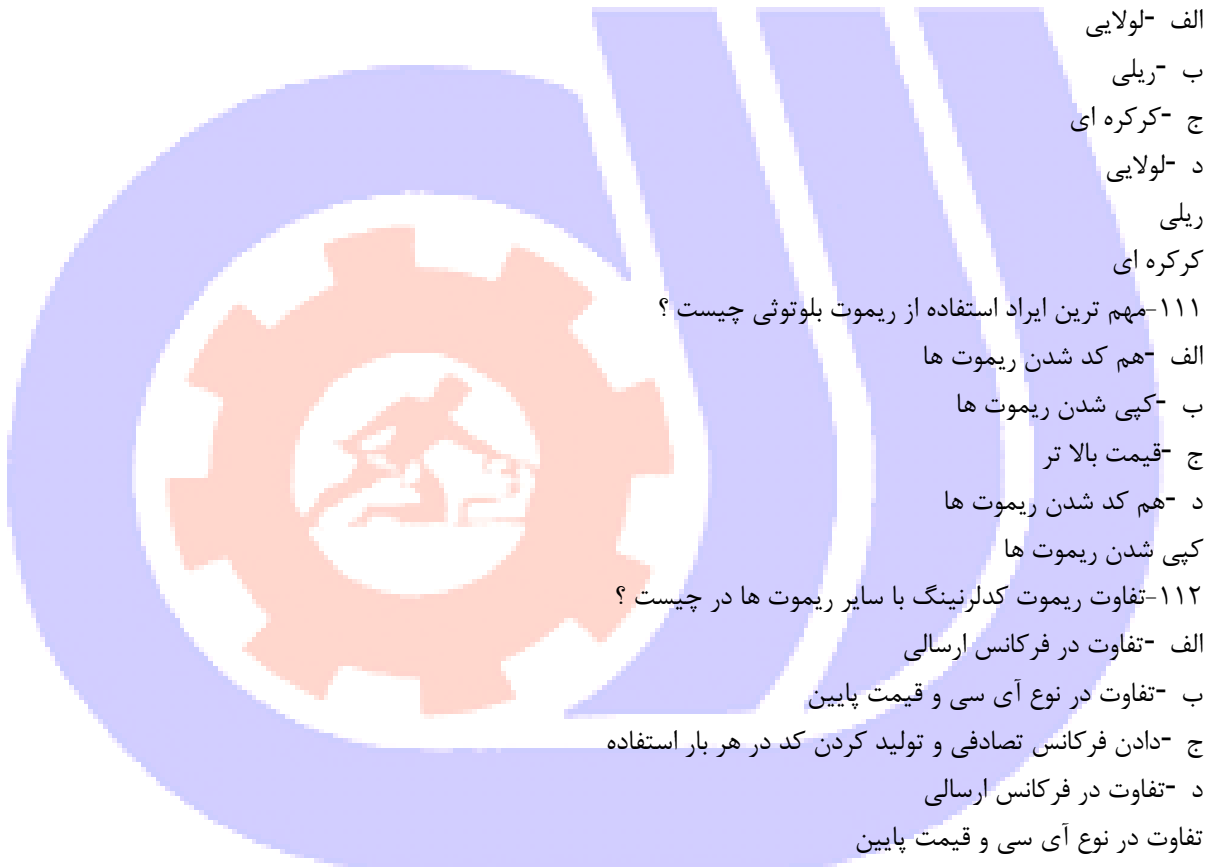 الف -لولایی
ب -ریلی
ج -کرکره ای
د -لولایی
ریلی
کرکره ای
۱۱۱-مهم ترین ایراد استفاده از ریموت بلوتوثی چیست ؟
الف -هم کد شدن ریموت ها
ب -کپی شدن ریموت ها
ج -قیمت بالا تر
د -هم کد شدن ریموت ها
کپی شدن ریموت ها
۱۱۲-تفاوت ریموت کدلرنینگ با سایر ریموت ها در چیست ؟
الف -تفاوت در فرکانس ارسالی
ب -تفاوت در نوع آی سی و قیمت پایین
ج -دادن فرکانس تصادفی و تولید کردن کد در هر بار استفاده
د -تفاوت در فرکانس ارسالی
تفاوت در نوع آی سی و قیمت پایین